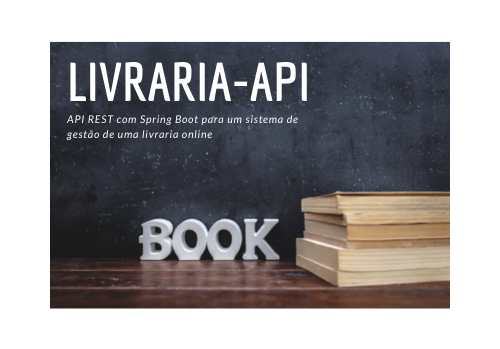 LIVRARIA-API
API REST com Spring Boot para um sistema de
gestão de uma livraria online
BOOK